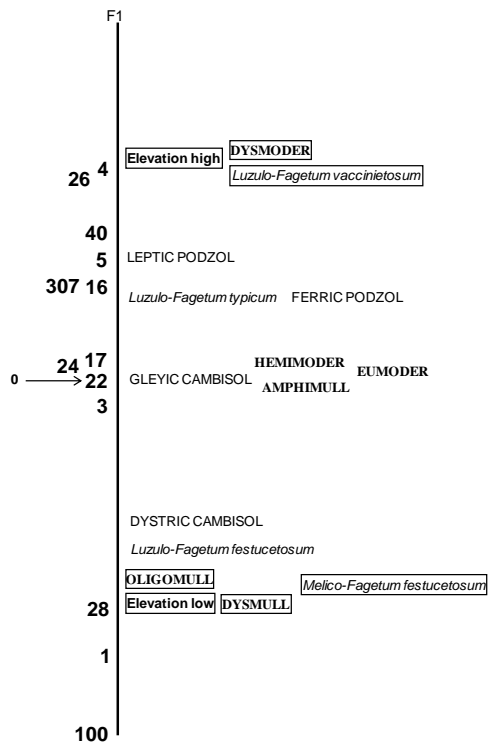 F1
DYSMODER
Elevation high
4
26
Luzulo-Fagetum vaccinietosum
40
5 LEPTIC PODZOL
307 16
Luzulo-Fagetum typicum FERRIC PODZOL
17
24
HEMIMODER
EUMODER
0
22
GLEYIC CAMBISOL
AMPHIMULL
3
DYSTRIC CAMBISOL
Luzulo-Fagetum festucetosum
OLIGOMULL
Melico-Fagetum festucetosum
28
Elevation low DYSMULL
1
100